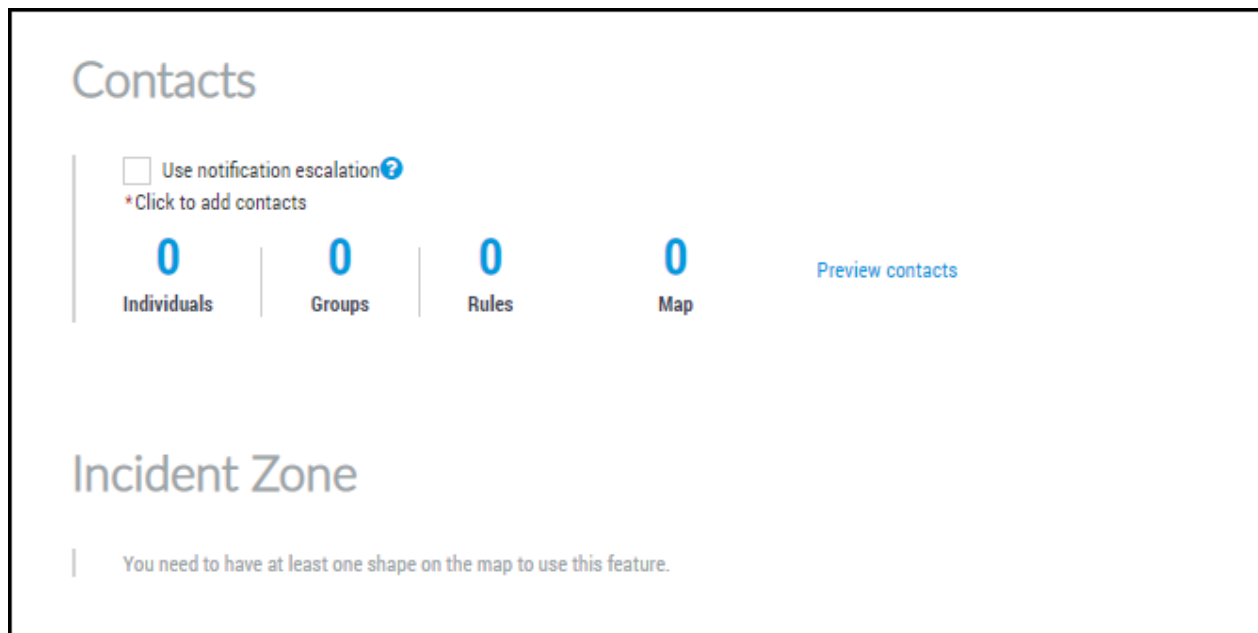 Contacts
Use notification escalation?
*Click to add contacts
0 0 0 0
Preview contacts
Individuals Groups Rules Map
Incident Zone
You need to have at least one shape on the map to use this feature.